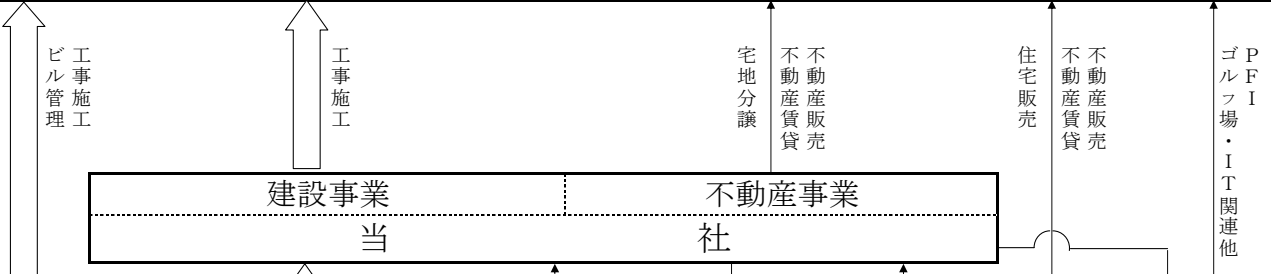 工事施工
ビル管理
工事施工
不動産販売
不動産賃貸
宅地分譲
不動産販売
不動産賃貸
住宅販売
PFI
ゴルフ場・IT関連他
建設事業
不動産事業
当社